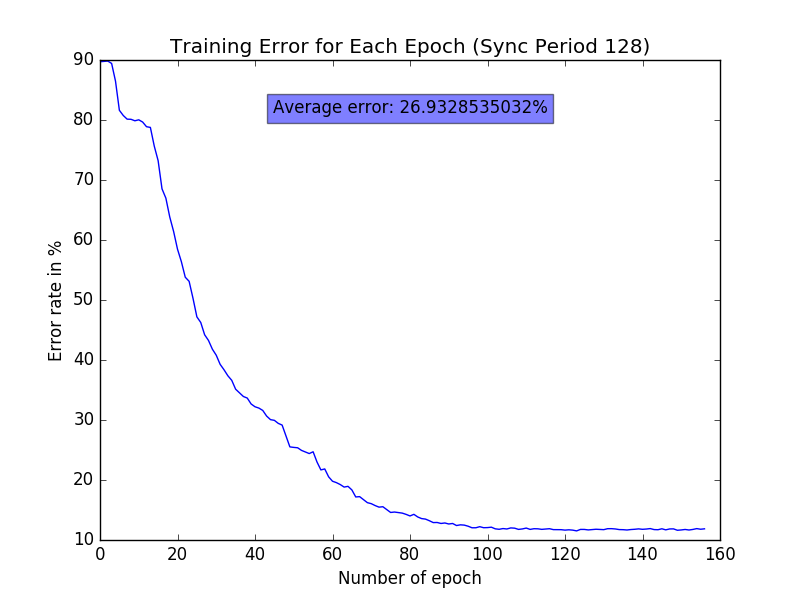 Training Error for Each Epoch (Sync Period 128)
90
Average error: 26.9328535032%
80
70
60
50
40
30
20
10
Error rate in %
0 20 40 60 80 100 120 140 160
Number of epoch